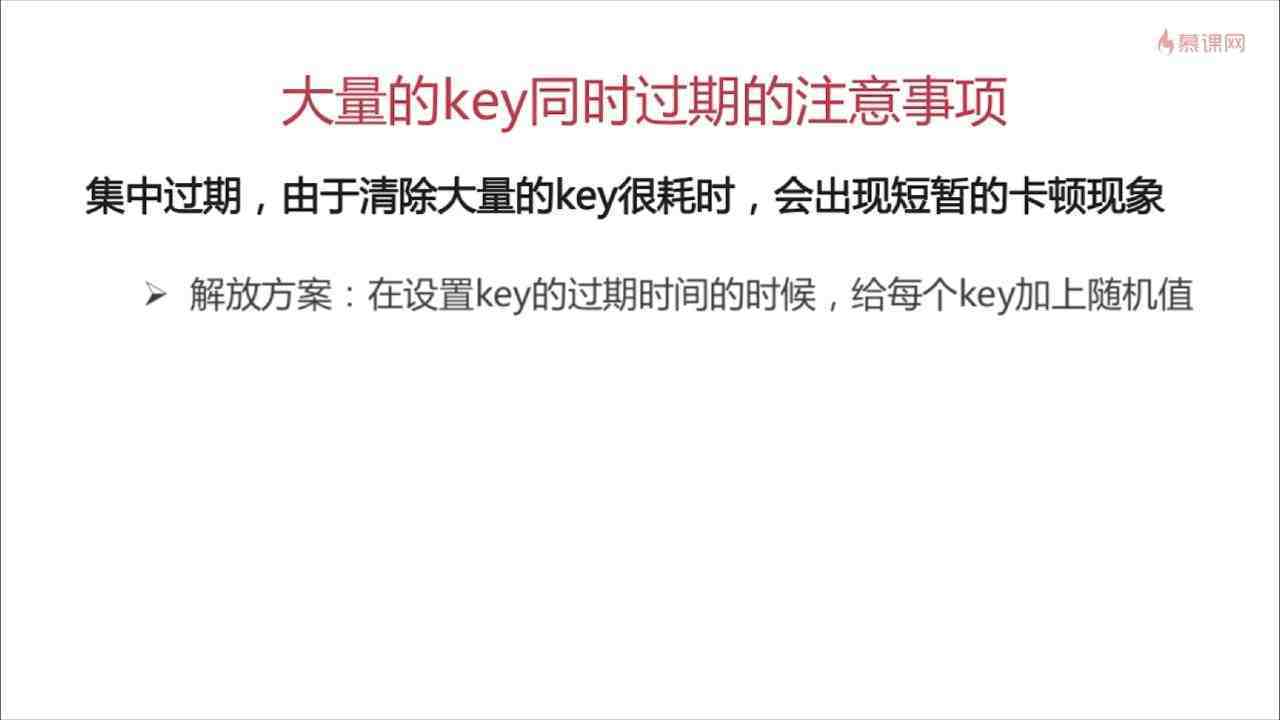 慕课网
大量的key同时过期的注意事项
集中过期，由于清除大量的key很耗时，会出现短暂的卡顿现象
➢ 解放方案：在设置key的过期时间的时候，给每个key加上随机值